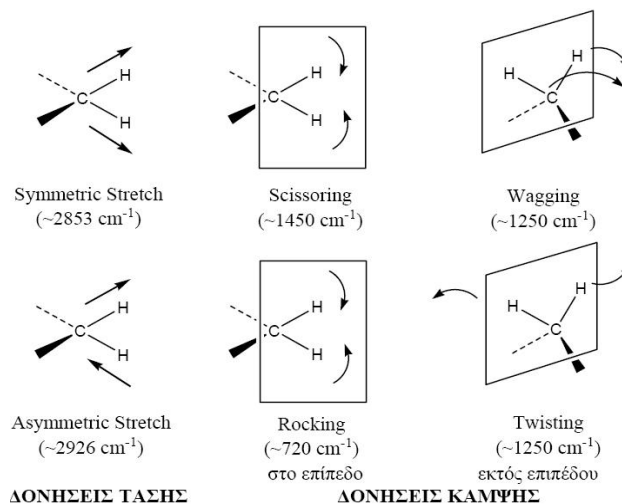 C
H
H
Symmetric Stretch
(~2853 cm-1)
C
H
H
Scissoring
(~1450 cm-1)
H
H
C
Wagging
(~1250 cm-1)
C
H
H
Asymmetric Stretch
(~2926 cm-1)
C
H
H
Rocking
(~720 cm-1)
στο επίπεδο
H
H
C
Twisting
(~1250 cm-1)
εκτός επιπέδου
ΔΟΝΗΣΕΙΣ ΤΑΣΗΣ
ΔΟΝΗΣΕΙΣ ΚΑΜΨΗΣ